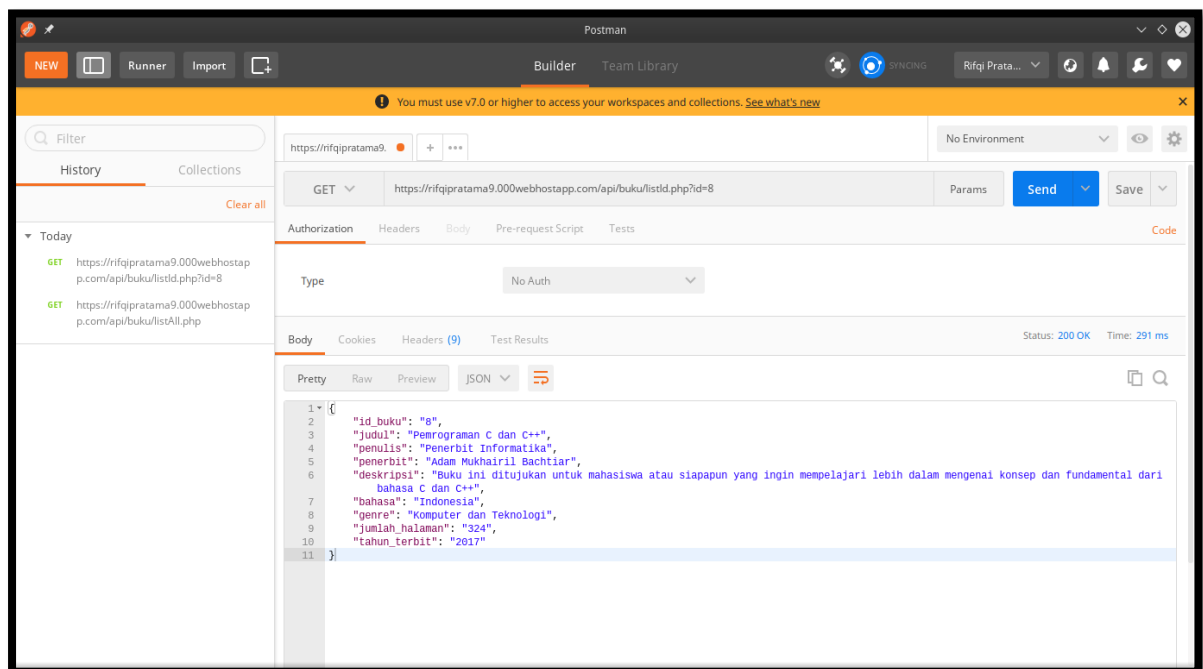 Postman
NEW Runner Import Builder Team Library SYNCING Rifqi Prata...
You must use v7.0 or higher to access your workspaces and collections. See what's new
Filter
History Collections
Clear all
Today
GET https://rifqipratama9.000webhostap
p.com/api/buku/listId.php?id=8
GET https://rifqipratama9.000webhostap
p.com/api/buku/listAll.php
https://rifqipratama9. + ••• No Environment
GET https://rifqipratama9.000webhostapp.com/api/buku/listId.php?id=8 Params Send Save
Authorization Headers Body Pre-request Script Tests Code
Type No Auth
Body Cookies Headers (9) Test Results Status: 200 OK Time: 291 ms
Pretty Raw Preview JSON
1 {
2 "id_buku": "8",
3 "judul": "Pemrograman C dan C++",
4 "penulis": "Penerbit Informatika",
5 "penerbit": "Adam Mukhairil Bachtiar",
6 "deskripsi": "Buku ini ditujukan untuk mahasiswa atau siapapun yang ingin mempelajari lebih dalam mengenai konsep dan fundamental dari
bahasa C dan C++",
7 "bahasa": "Indonesia",
8 "genre": "Komputer dan Teknologi",
9 "jumlah_halaman": "324",
10 "tahun_terbit": "2017"
11 }